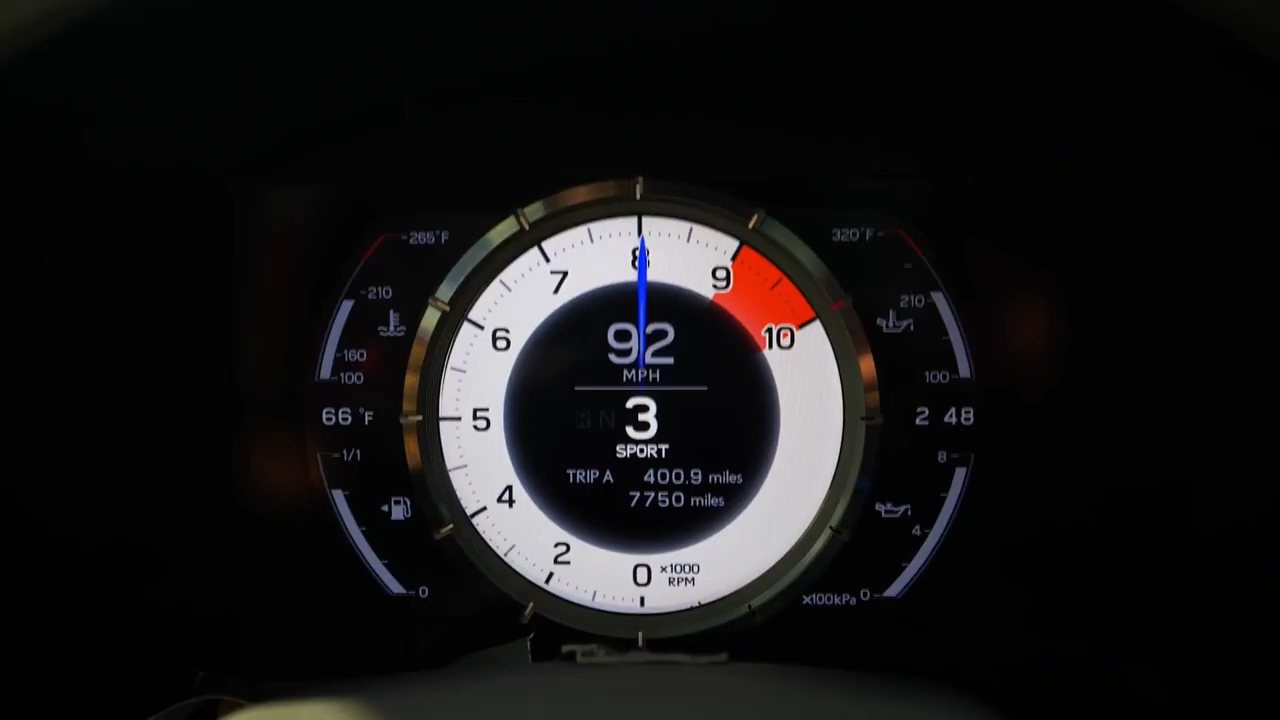 265°F
210
160
100
66 °F
1/1
0
7
8
9
6
10
5
4
2
0
×1000
RPM
92
MPH
3
SPORT
TRIP A 400.9 miles
7750 miles
320°F
210
100
2 48
8
4
×100kPa 0